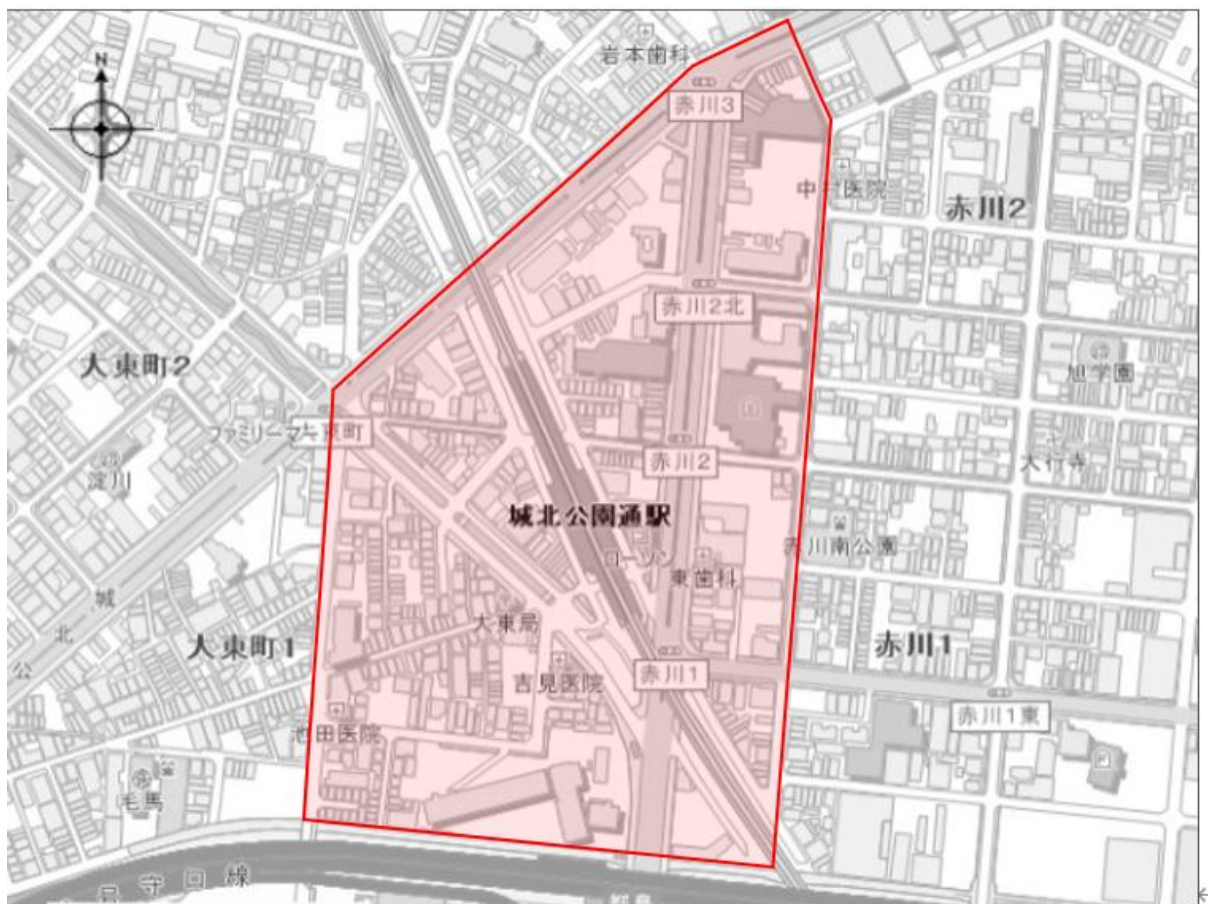 N
岩本歯科
赤川3
中村医院
赤川2
赤川2北
大東町2
旭学園
ファミリーマー
東町
淀川
赤川2
大行寺
城北公園通駅
ローソン
赤川南公園
東歯科
城
北
公
大東局
大東町1
赤川1
吉見医院
赤川1
池田医院
赤川1東
毛馬
守口線